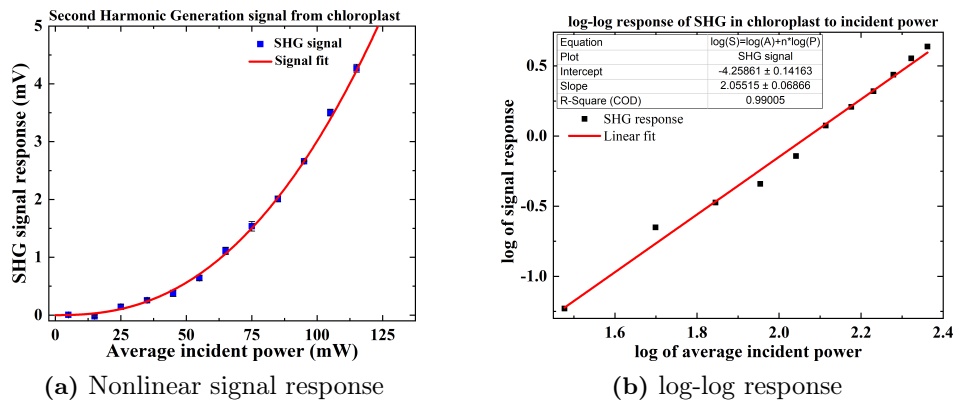 Second Harmonic Generation signal from chloroplast
SHG signal response (mV)
5
4
3
2
1
0
SHG signal
Signal fit
0 25 50 75 100 125
Average incident power (mW)
(a) Nonlinear signal response
log-log response of SHG in chloroplast to incident power
log of signal response
0.5
0.0
-0.5
-1.0
Equation log(S)=log(A)+n*log(P)
Plot SHG signal
Intercept -4.25861 ± 0.14163
Slope 2.05515 ± 0.06866
R-Square (COD) 0.99005
SHG response
Linear fit
1.6 1.8 2.0 2.2 2.4
log of average incident power
(b) log-log response